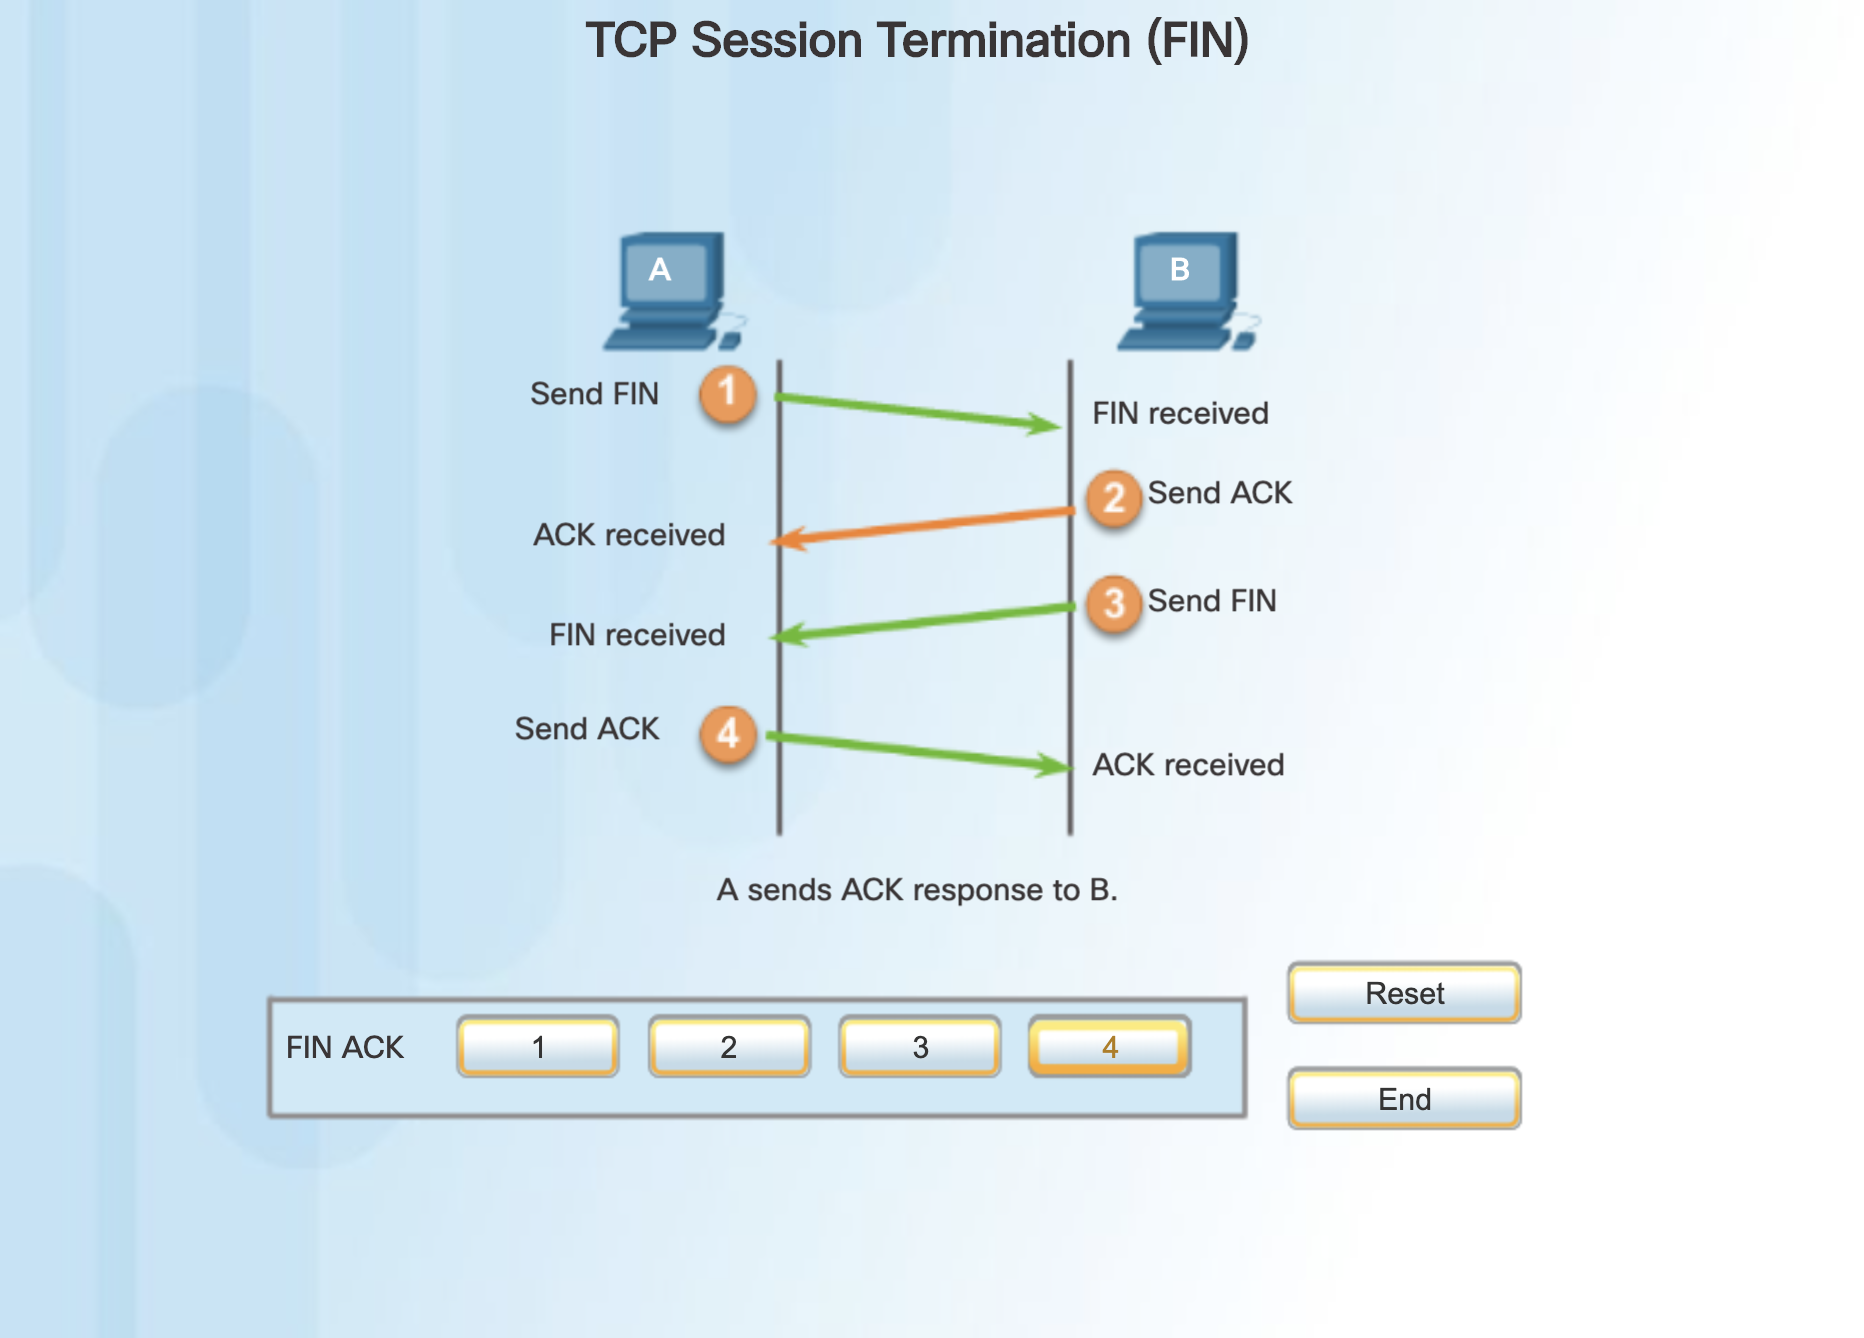 TCP Session Termination (FIN)
A
B
Send FIN
1
FIN received
2
Send ACK
ACK received
3
Send FIN
FIN received
Send ACK
4
ACK received
A sends ACK response to B.
Reset
FIN ACK
1
2
3
4
End